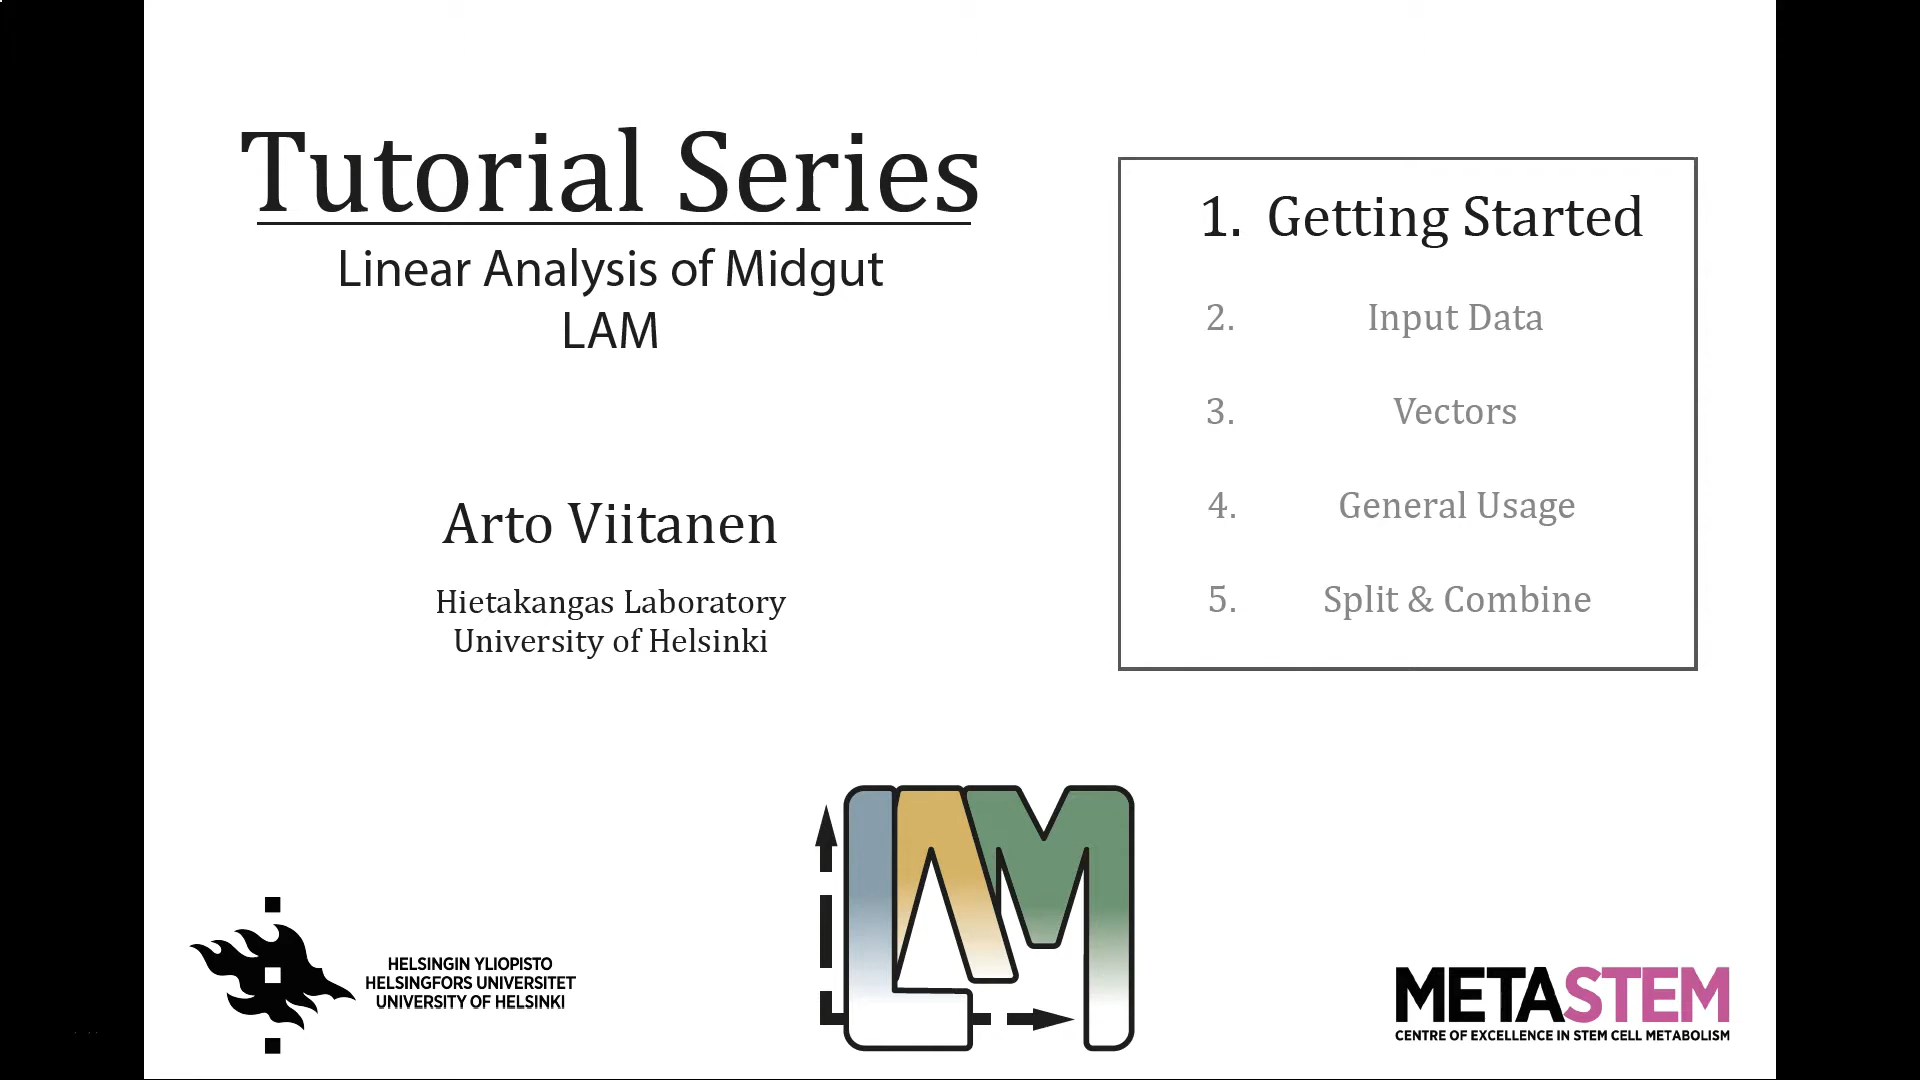 Tutorial Series
Linear Analysis of Midgut
LAM
Arto Viitanen
Hietakangas Laboratory
University of Helsinki
1. Getting Started
2. Input Data
3. Vectors
4. General Usage
5. Split & Combine
HELSINGIN YLIOPISTO
HELSINGFORS UNIVERSITET
UNIVERSITY OF HELSINKI
LAM
METASTEM
CENTRE OF EXCELLENCE IN STEM CELL METABOLISM